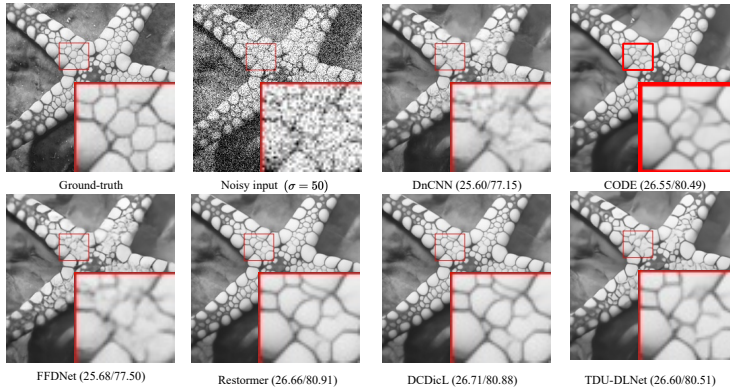 Ground-truth
Noisy input (σ = 50)
DnCNN (25.60/77.15)
CODE (26.55/80.49)
FFDNet (25.68/77.50)
Restormer (26.66/80.91)
DCDicL (26.71/80.88)
TDU-DLNet (26.60/80.51)